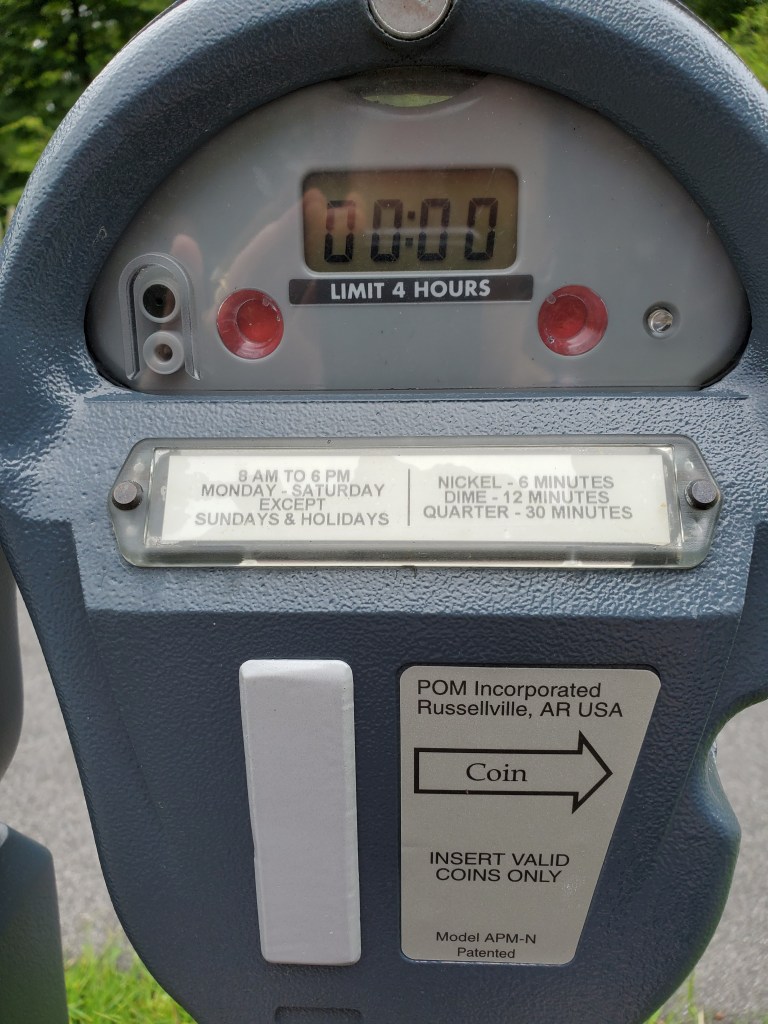 00:00
LIMIT 4 HOURS
8 AM TO 6 PM
MONDAY - SATURDAY
EXCEPT
SUNDAYS & HOLIDAYS
NICKEL - 6 MINUTES
DIME - 12 MINUTES
QUARTER - 30 MINUTES
POM Incorporated
Russellville, AR USA
Coin
INSERT VALID
COINS ONLY
Model APM-N
Patented